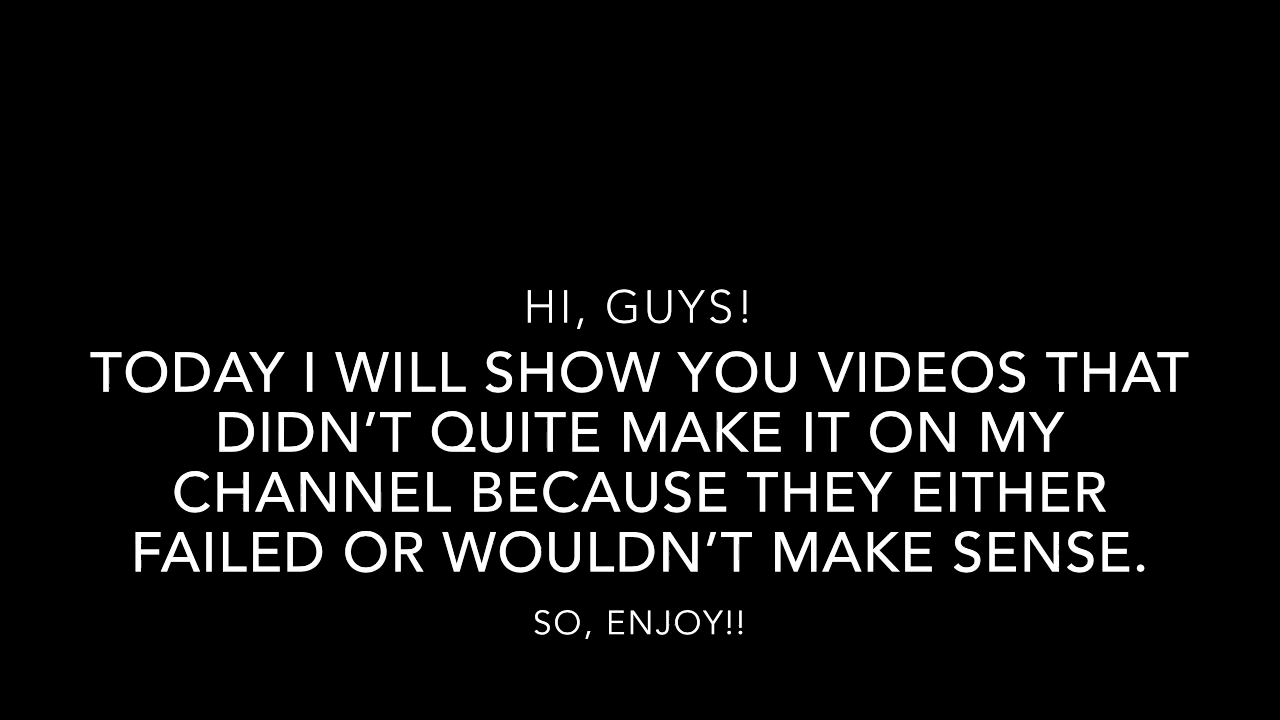 HI, GUYS!
TODAY I WILL SHOW YOU VIDEOS THAT
DIDN’T QUITE MAKE IT ON MY
CHANNEL BECAUSE THEY EITHER
FAILED OR WOULDN’T MAKE SENSE.
SO, ENJOY!!